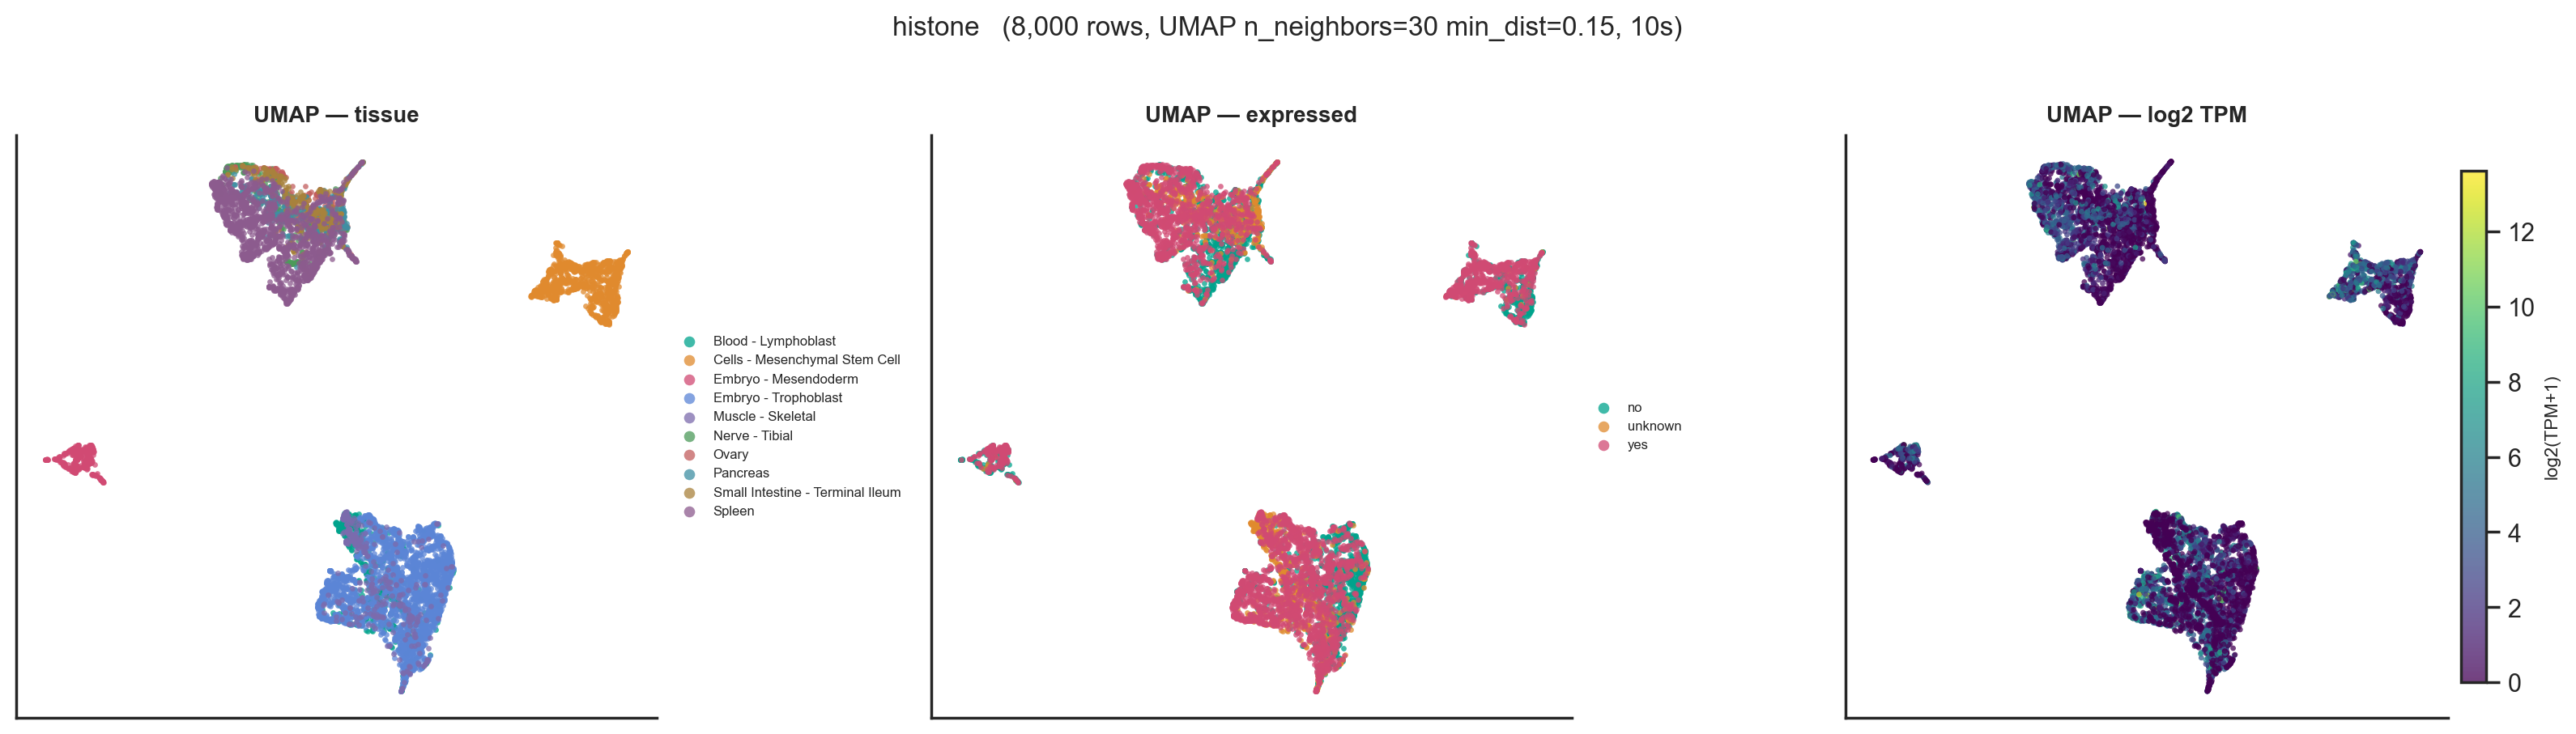 histone (8,000 rows, UMAP n_neighbors=30 min_dist=0.15, 10s)
UMAP — tissue
Blood - Lymphoblast
Cells - Mesenchymal Stem Cell
Embryo - Mesendoderm
Embryo - Trophoblast
Muscle - Skeletal
Nerve - Tibial
Ovary
Pancreas
Small Intestine - Terminal Ileum
Spleen
UMAP — expressed
no
unknown
yes
UMAP — log2 TPM
12
10
8
6
4
2
0
log2(TPM+1)